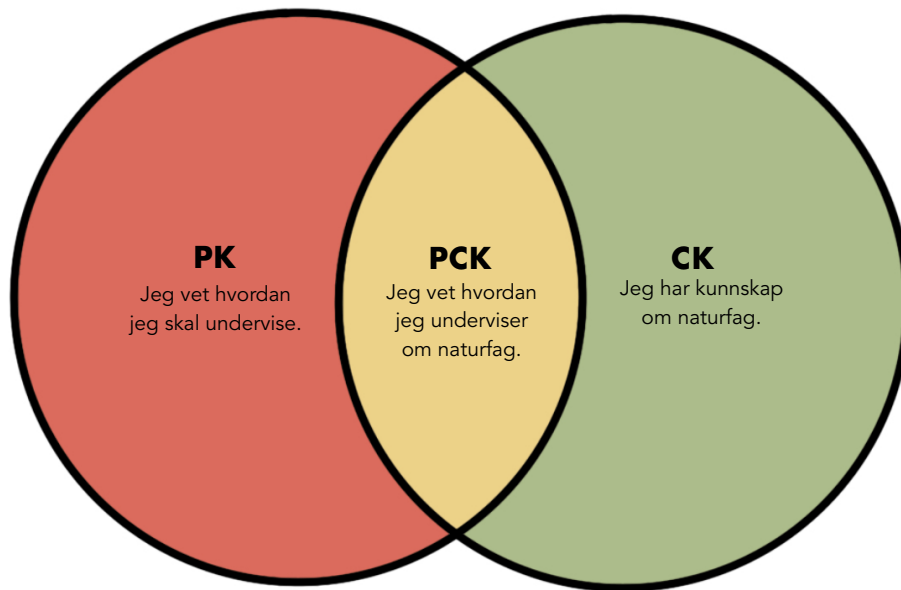 PK
Jeg vet hvordan
jeg skal undervise.
PCK
Jeg vet hvordan
jeg underviser
om naturfag.
CK
Jeg har kunnskap
om naturfag.